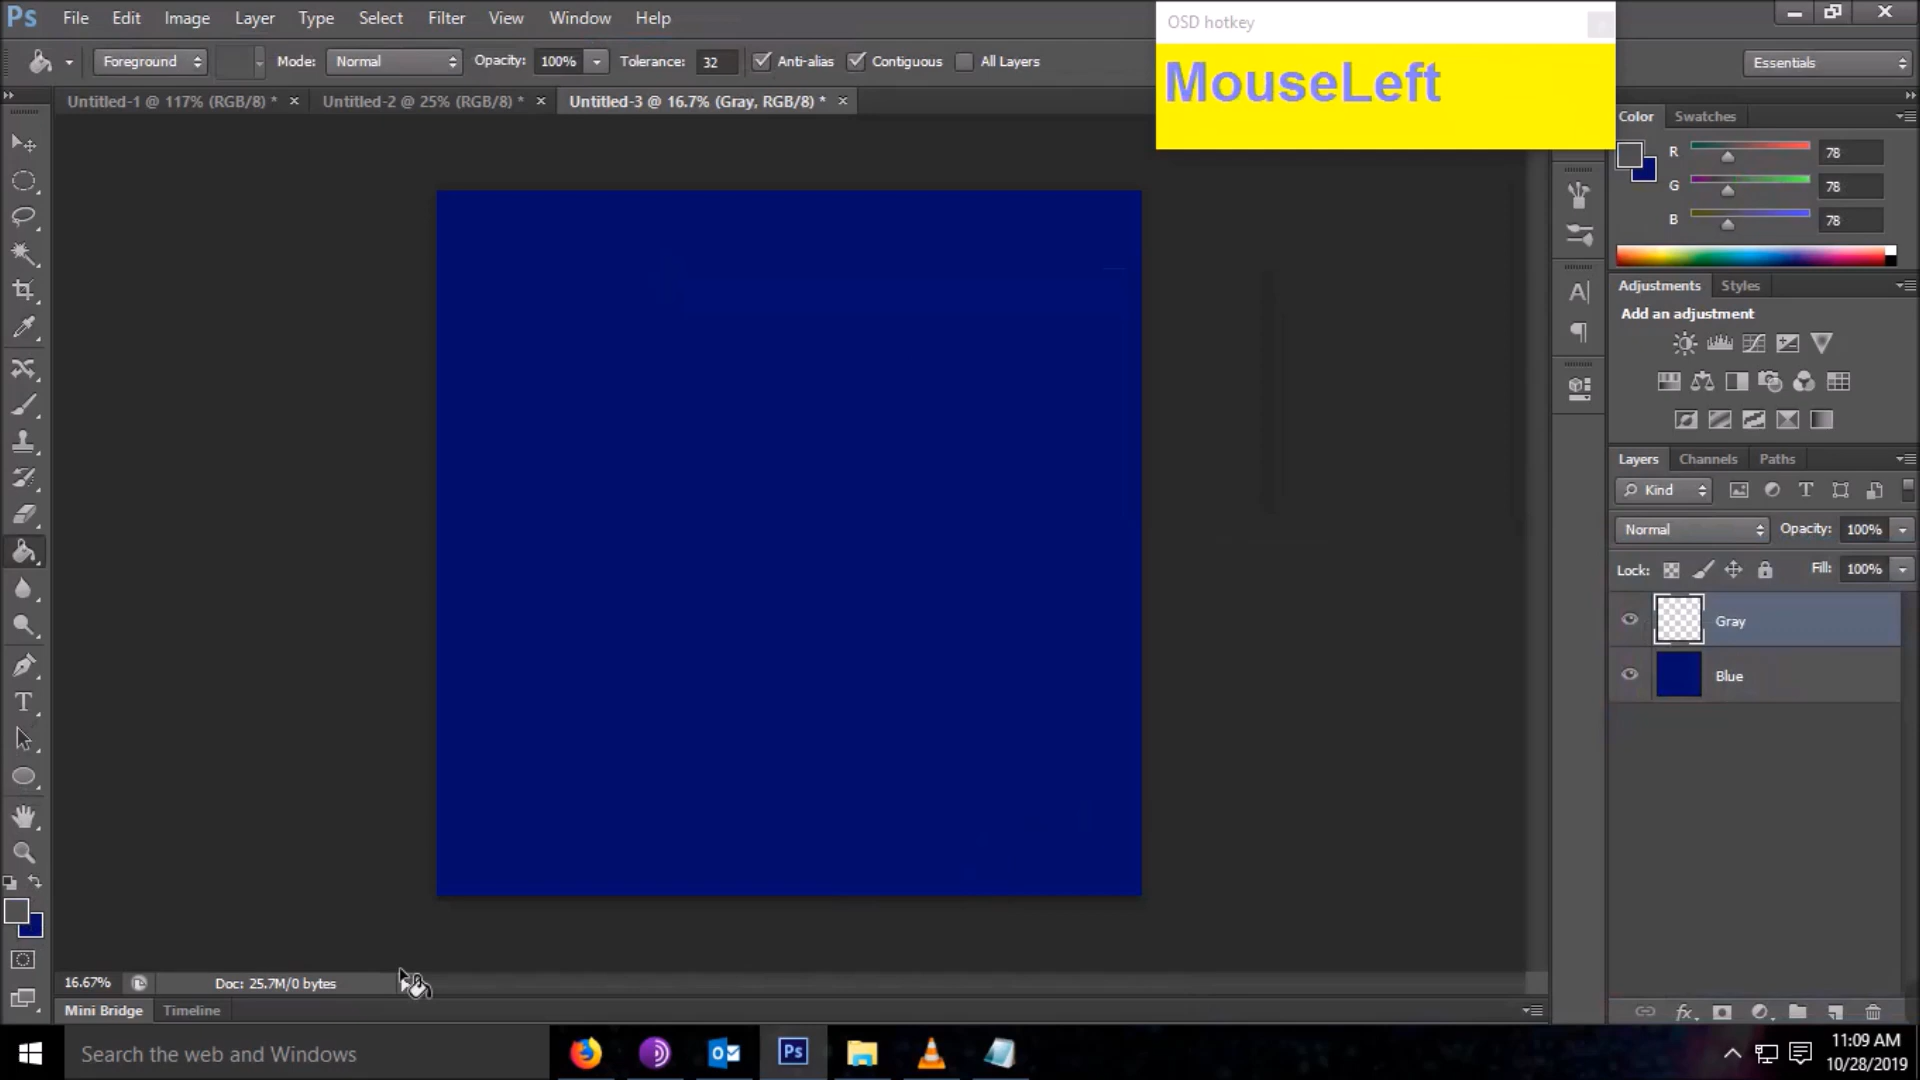 Ps File Edit Image Layer Type Select Filter View Window Help
OSD hotkey
MouseLeft
Foreground Mode: Normal Opacity: 100% Tolerance: 32 Anti-alias Contiguous All Layers
Essentials
Untitled-1 @ 117% (RGB/8) * × Untitled-2 @ 25% (RGB/8) * × Untitled-3 @ 16.7% (Gray, RGB/8) * ×
Color Swatches
R 78
G 78
B 78
Adjustments Styles
Add an adjustment
Layers Channels Paths
Kind
Normal Opacity: 100%
Lock: Fill: 100%
Gray
Blue
16.67% Doc: 25.7M/0 bytes
Mini Bridge Timeline
Search the web and Windows
Ps
11:09 AM
10/28/2019